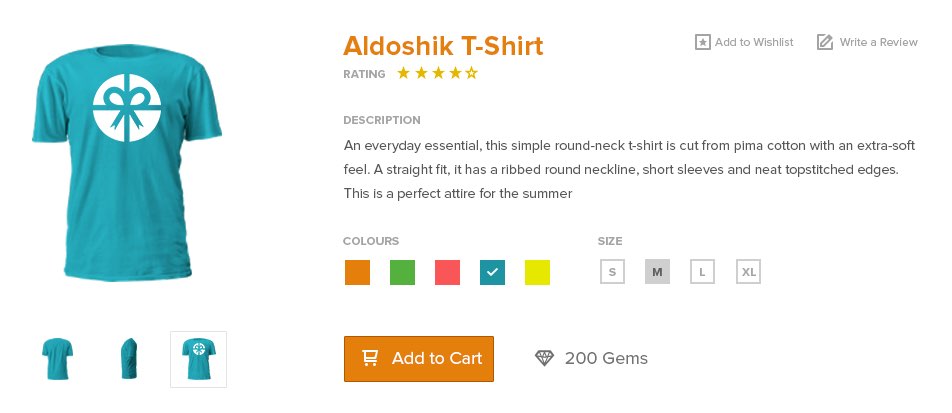 Aldoshik T-Shirt
Add to Wishlist
Write a Review
RATING
DESCRIPTION
An everyday essential, this simple round-neck t-shirt is cut from pima cotton with an extra-soft
feel. A straight fit, it has a ribbed round neckline, short sleeves and neat topstitched edges.
This is a perfect attire for the summer
COLOURS
SIZE
S M L XL
Add to Cart
200 Gems